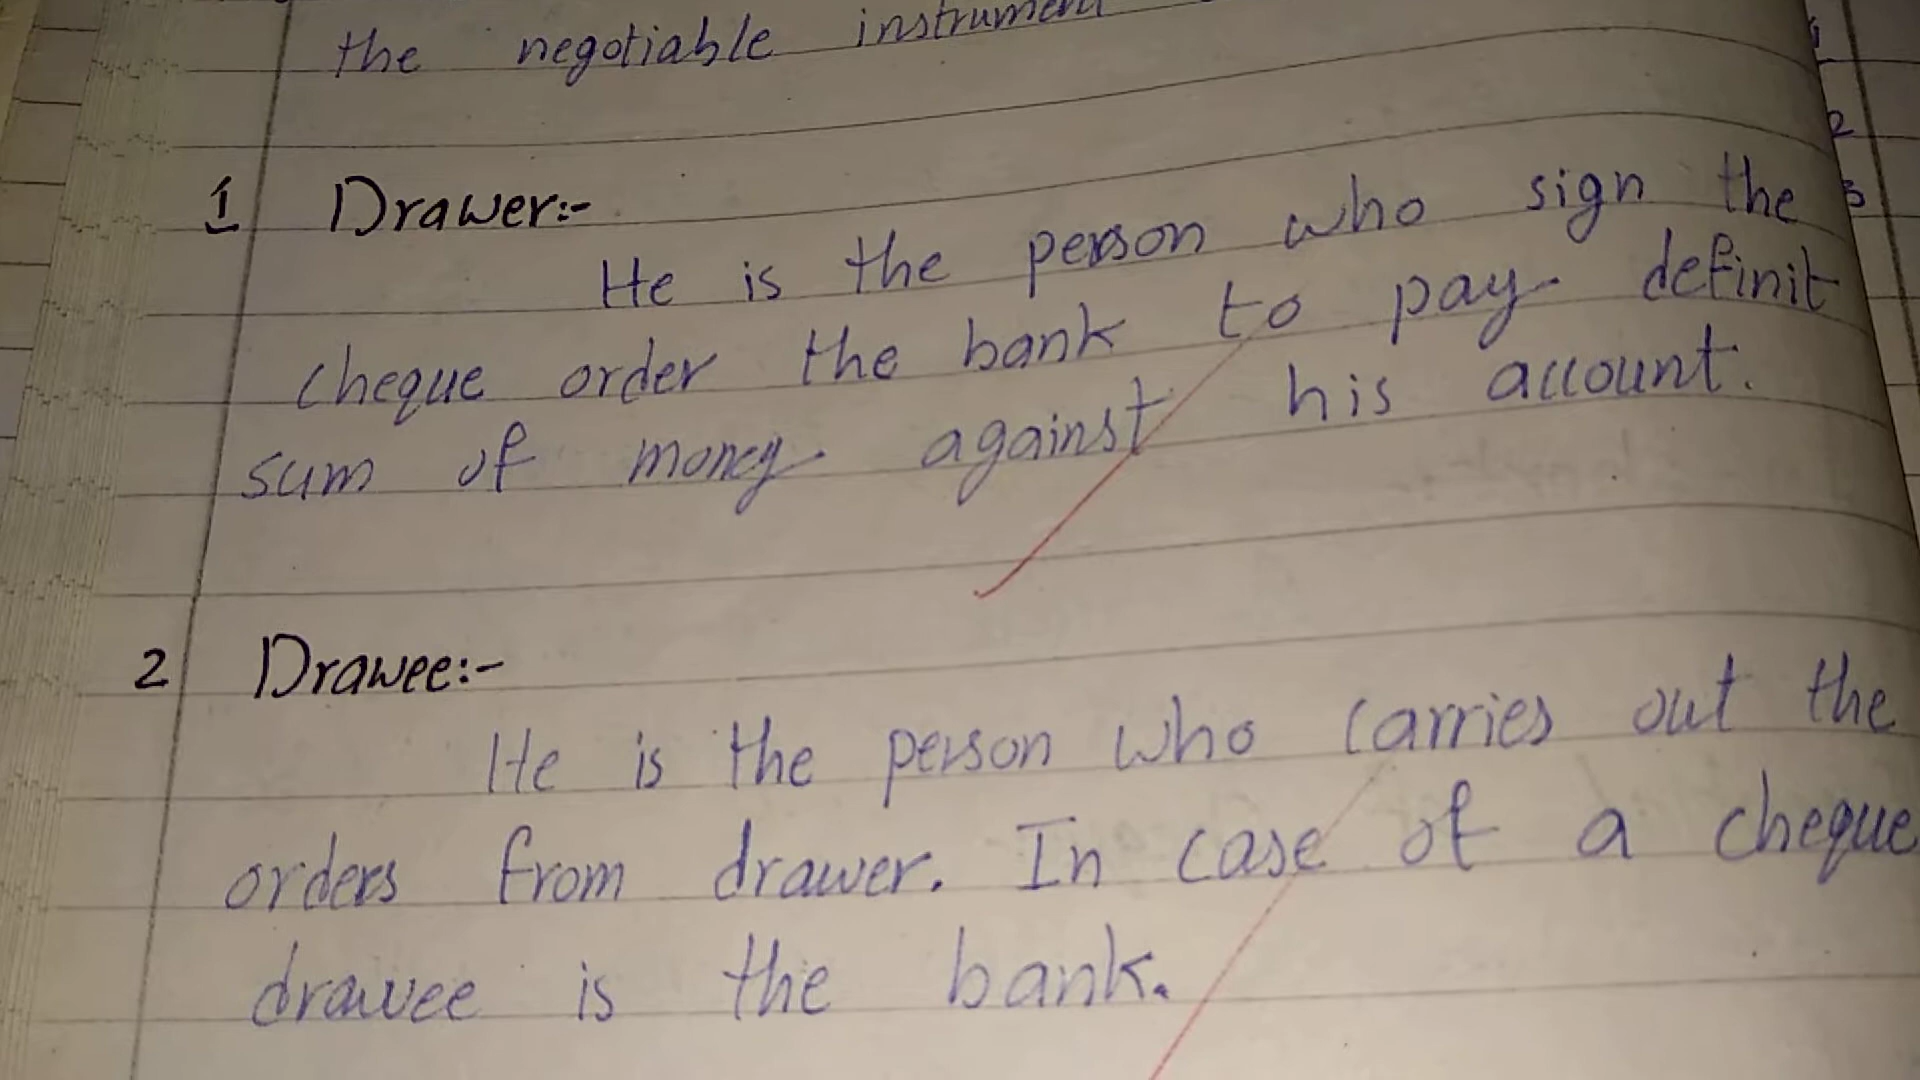 the negotiable instrument
1 Drawer:-
He is the person who sign the
cheque order the bank to pay definit
sum of money against his account.
2 Drawee:-
He is the person who carries out the
orders from drawer. In case of a cheque
drawee is the bank.
2
3